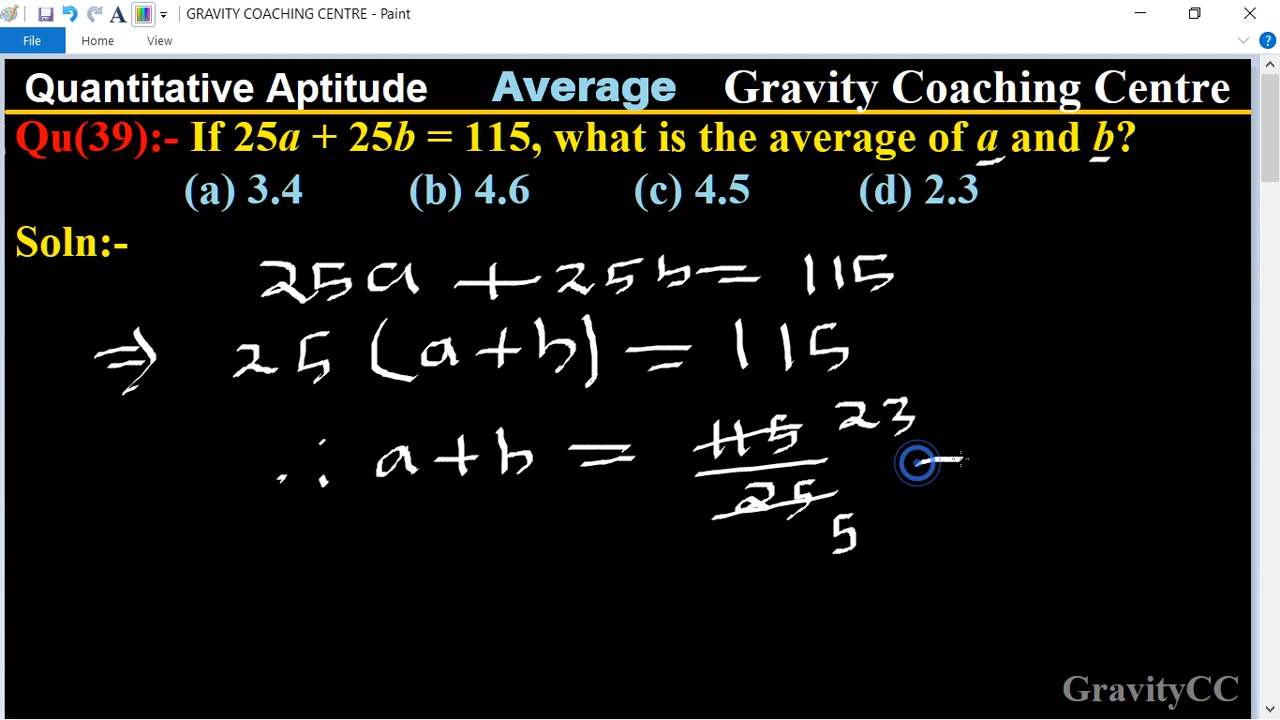 GRAVITY COACHING CENTRE - Paint
File Home View
Quantitative Aptitude Average Gravity Coaching Centre
Qu(39):- If 25a + 25b = 115, what is the average of a and b?
(a) 3.4 (b) 4.6 (c) 4.5 (d) 2.3
Soln:-
25a + 25b = 115
⇒ 25 (a+b) = 115
∴ a+b = 115/25 23/5
GravityCC